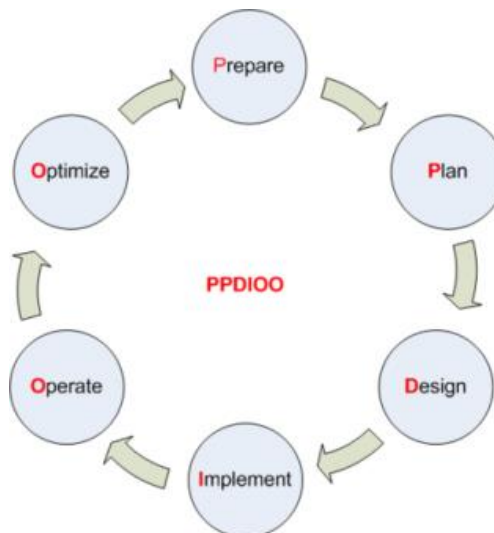 Prepare
Plan
Design
Implement
Operate
Optimize
PPDIOO